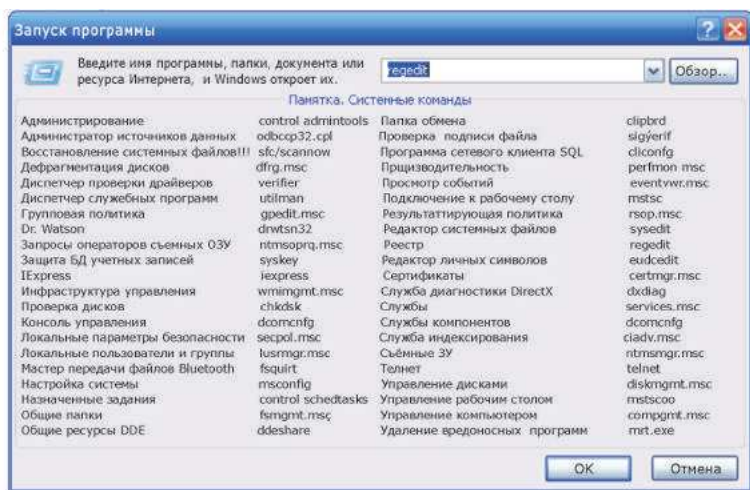 Запуск программы
Введите имя программы, папки, документа или
ресурса Интернета, и Windows откроет их.
regedit
Обзор..
Памятка. Системные команды
Администрирование control admintools Папка обмена clipbrd
Администратор источников данных odbccp32.cpl Проверка подписи файла sigýerif
Восстановление системных файлов!!! sfc/scannow Программа сетевого клиента SQL cliconfg
Дефрагментация дисков dfrg.msc Прщизводительность perfmon msc
Диспетчер проверки драйверов verifier Просмотр событий eventvwr.msc
Диспетчер служебных программ utilman Подключение к рабочему столу mstsc
Групповая политика gpedit.msc Результаттирующая политика rsop.msc
Dr. Watson drwtsn32 Редактор системных файлов sysedit
Запросы операторов съемных ОЗУ ntmsoprq.msc Реестр regedit
Защита БД учетных записей syskey Редактор личных символов eudcedit
IExpress iexpress Сертификаты certmgr.msc
Инфраструктура управления wmimgmt.msc Служба диагностики DirectX dxdiag
Проверка дисков chkdsk Службы services.msc
Консоль управления dcomcnfg Службы компонентов dcomcnfg
Локальные параметры безопасности secpol.msc Служба индексирования ciadv.msc
Локальные пользователи и группы lusrmgr.msc Съёмные ЗУ ntmsmgr.msc
Мастер передачи файлов Bluetooth fsquirt Телнет telnet
Настройка системы msconfig Управление дисками diskmgmt.msc
Назначенные задания control schedtasks Управление рабочим столом mstscoo
Общие папки fsmgmt.msç Управление компьютером compgmt.msc
Общие ресурсы DDE ddeshare Удаление вредоносных программ mrt.exe
OK
Отмена